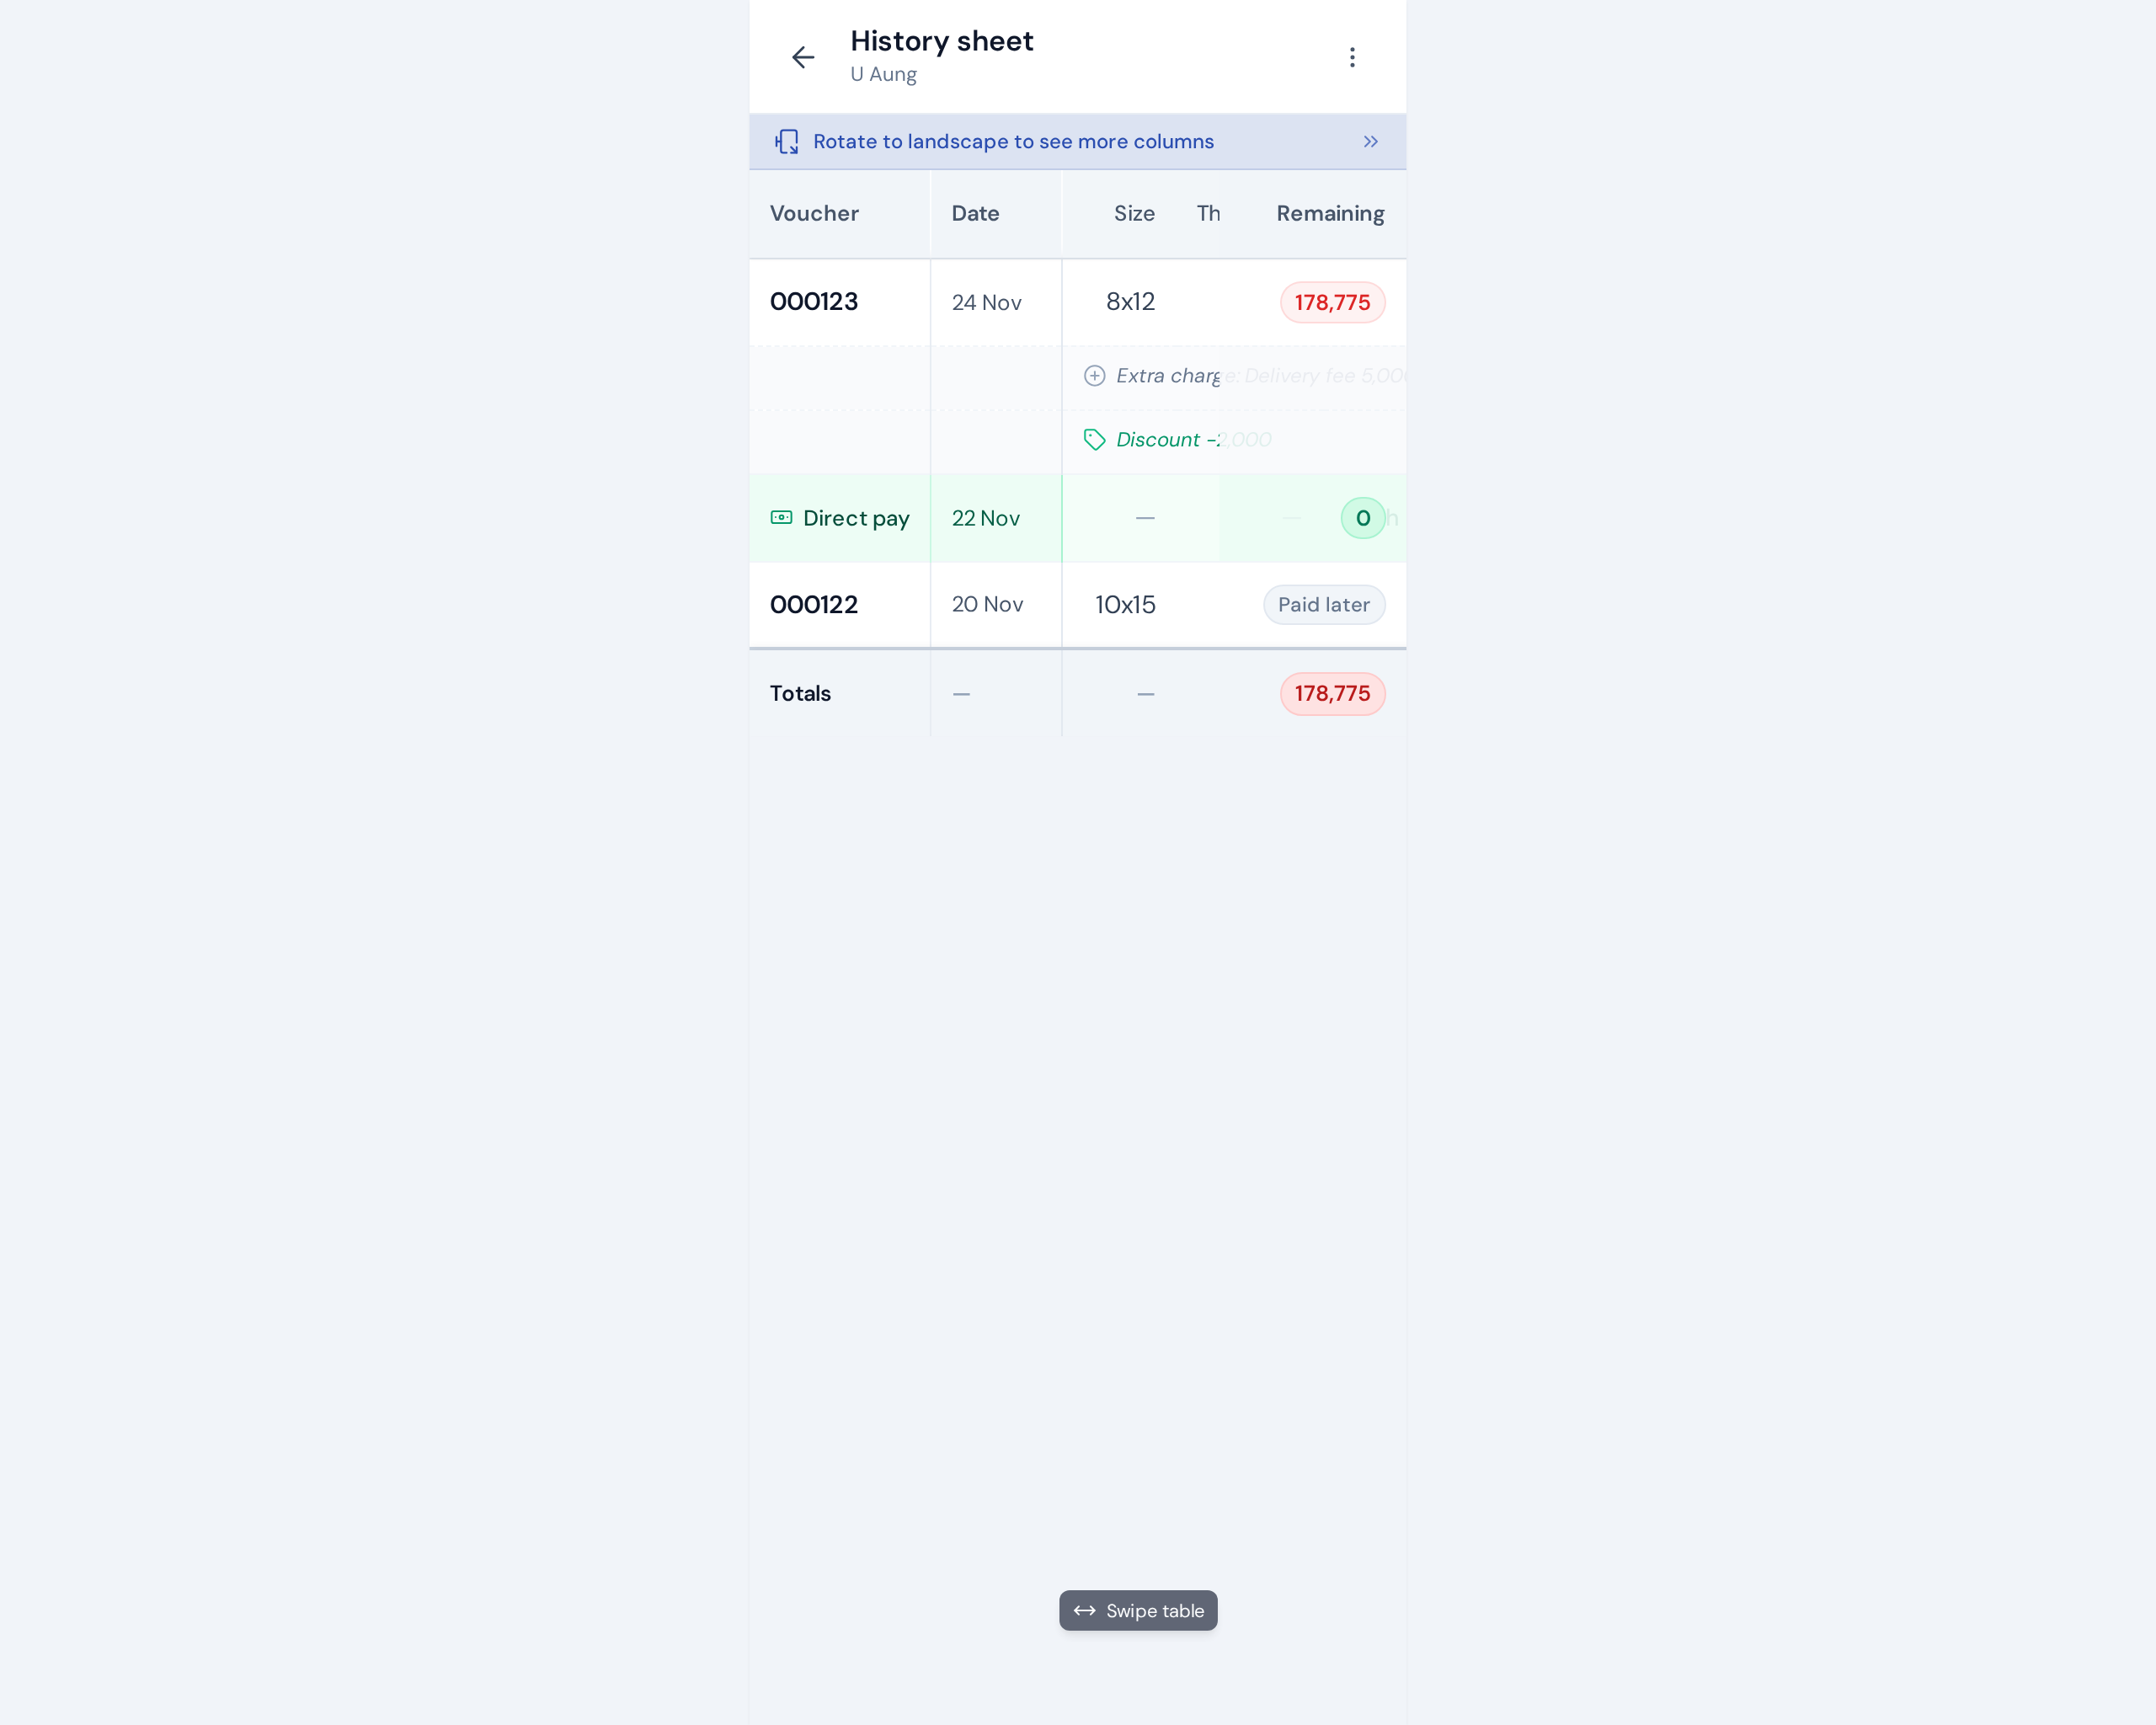 History sheet
U Aung
Rotate to landscape to see more columns
Voucher Date Size Th Remaining
000123 24 Nov 8x12 178,775
Extra charge: Delivery fee 5,000
Discount -2,000
Direct pay 22 Nov — — 0 h
000122 20 Nov 10x15 Paid later
Totals — — 178,775
Swipe table